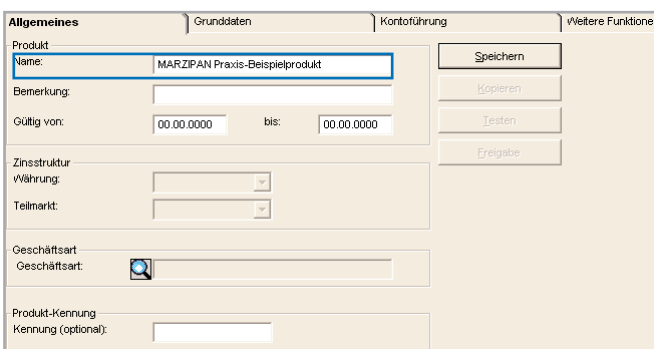 Allgemeines Grunddaten Kontoführung Weitere Funktione
Produkt
Name: MARZIPAN Praxis-Beispielprodukt
Speichern
Bemerkung:
Kopieren
Gültig von: 00.00.0000 bis: 00.00.0000
Testen
Freigabe
Zinsstruktur
Währung:
Teilmarkt:
Geschäftsart
Geschäftsart:
Produkt-Kennung
Kennung (optional):